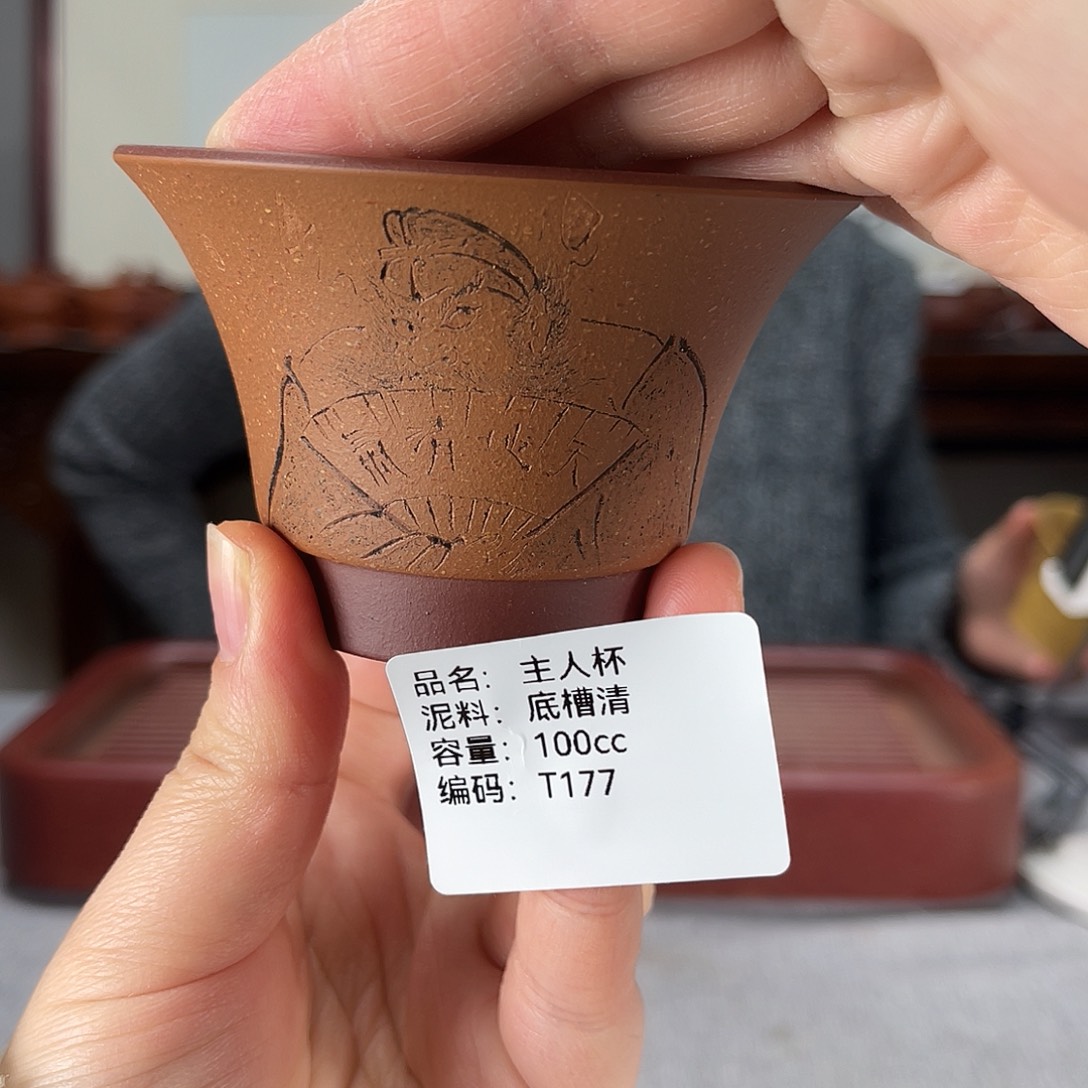 品名： 主人杯
泥料： 底槽清
容量： 100cc
编码： T177